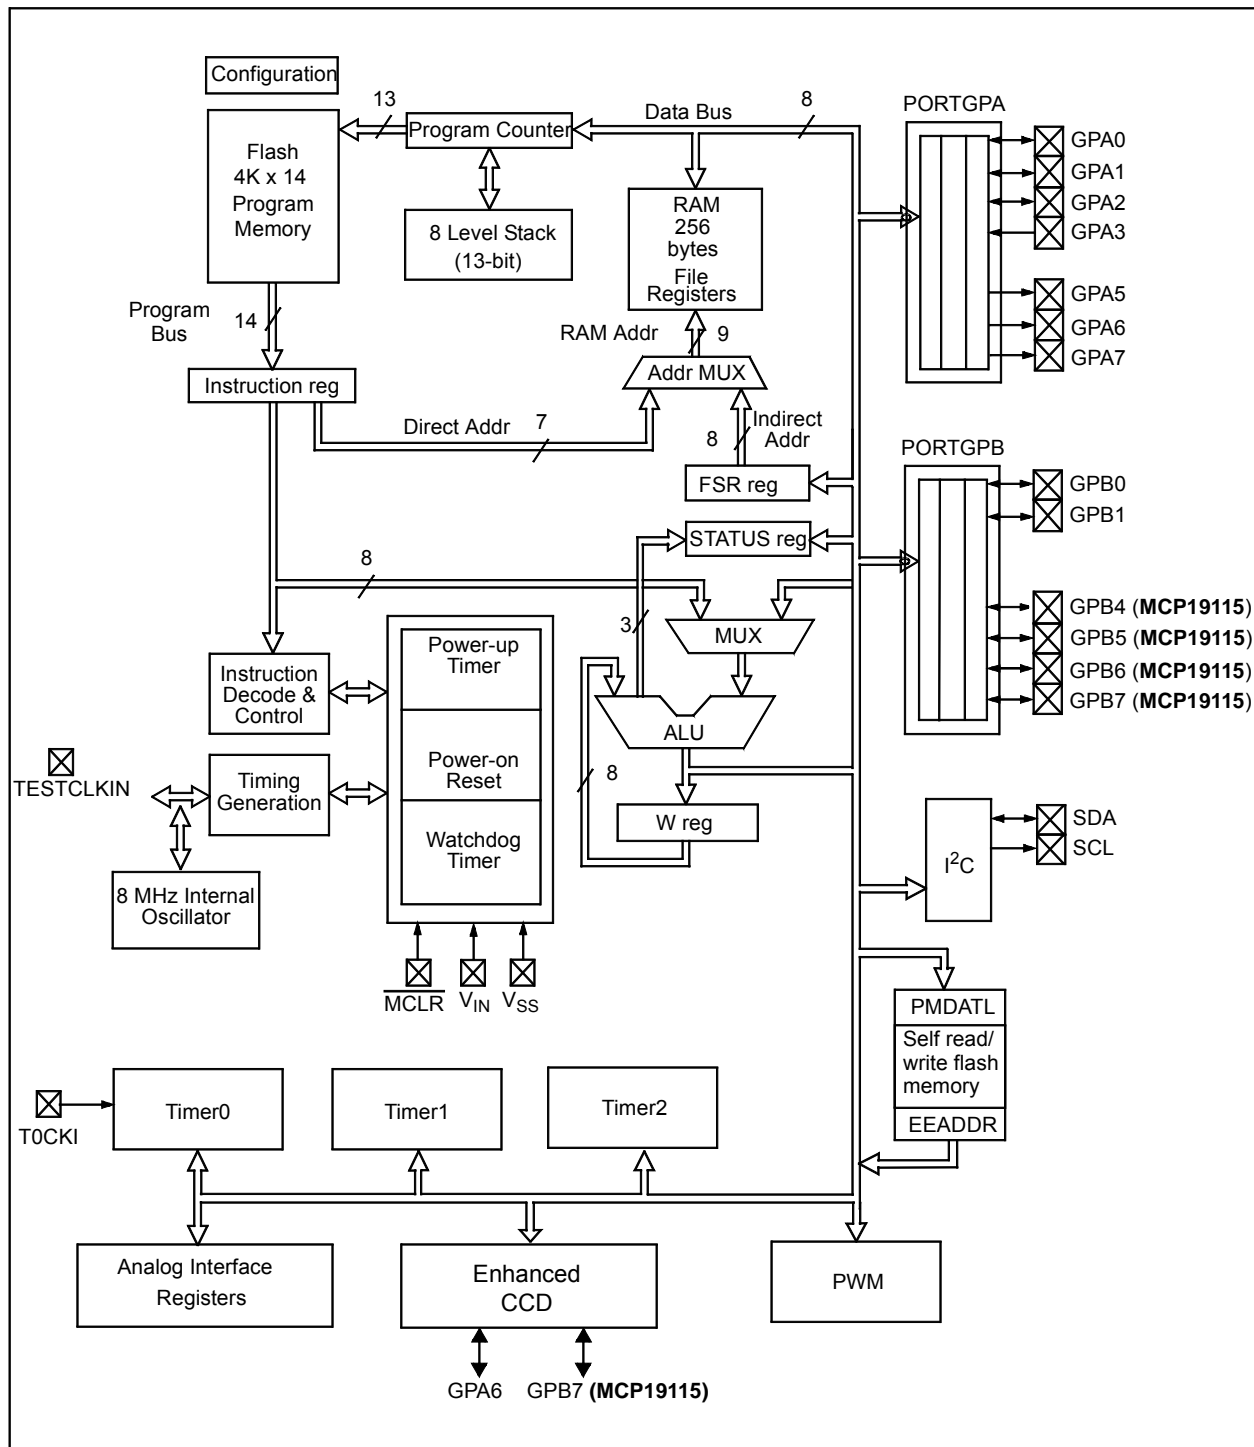 Configuration
13
Program Counter
Data Bus
8
PORTGPA
Flash
4K x 14
Program
Memory
8 Level Stack
(13-bit)
RAM
256
bytes
File
Registers
GPA0
GPA1
GPA2
GPA3
GPA5
GPA6
GPA7
Program
Bus
14
RAM Addr
9
Addr MUX
Instruction reg
Direct Addr
7
8
Indirect
Addr
FSR reg
PORTGPB
GPB0
GPB1
STATUS reg
8
3
MUX
GPB4 (MCP19115)
GPB5 (MCP19115)
GPB6 (MCP19115)
GPB7 (MCP19115)
Power-up
Timer
Instruction
Decode &
Control
ALU
Power-on
Reset
8
TESTCLKIN
Timing
Generation
W reg
Watchdog
Timer
8 MHz Internal
Oscillator
I²C
SDA
SCL
MCLR
VIN
VSS
PMDATL
Self read/
write flash
memory
EEADDR
T0CKI
Timer0
Timer1
Timer2
Analog Interface
Registers
Enhanced
CCD
PWM
GPA6
GPB7 (MCP19115)